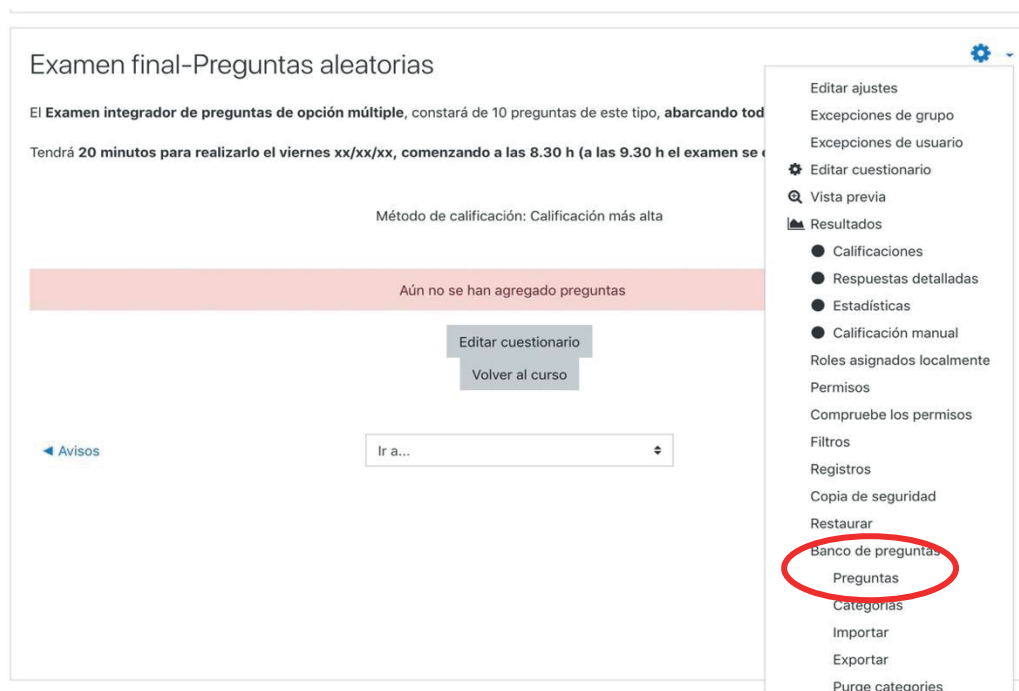 Examen final-Preguntas aleatorias
El Examen integrador de preguntas de opción múltiple, constará de 10 preguntas de este tipo, abarcando tod
Tendrá 20 minutos para realizarlo el viernes xx/xx/xx, comenzando a las 8.30 h (a las 9.30 h el examen se
Método de calificación: Calificación más alta
Aún no se han agregado preguntas
Editar cuestionario
Volver al curso
◄ Avisos
Ir a...
Editar ajustes
Excepciones de grupo
Excepciones de usuario
Editar cuestionario
Vista previa
Resultados
Calificaciones
Respuestas detalladas
Estadísticas
Calificación manual
Roles asignados localmente
Permisos
Compruebe los permisos
Filtros
Registros
Copia de seguridad
Restaurar
Banco de preguntas
Preguntas
Categorías
Importar
Exportar
Purge categories